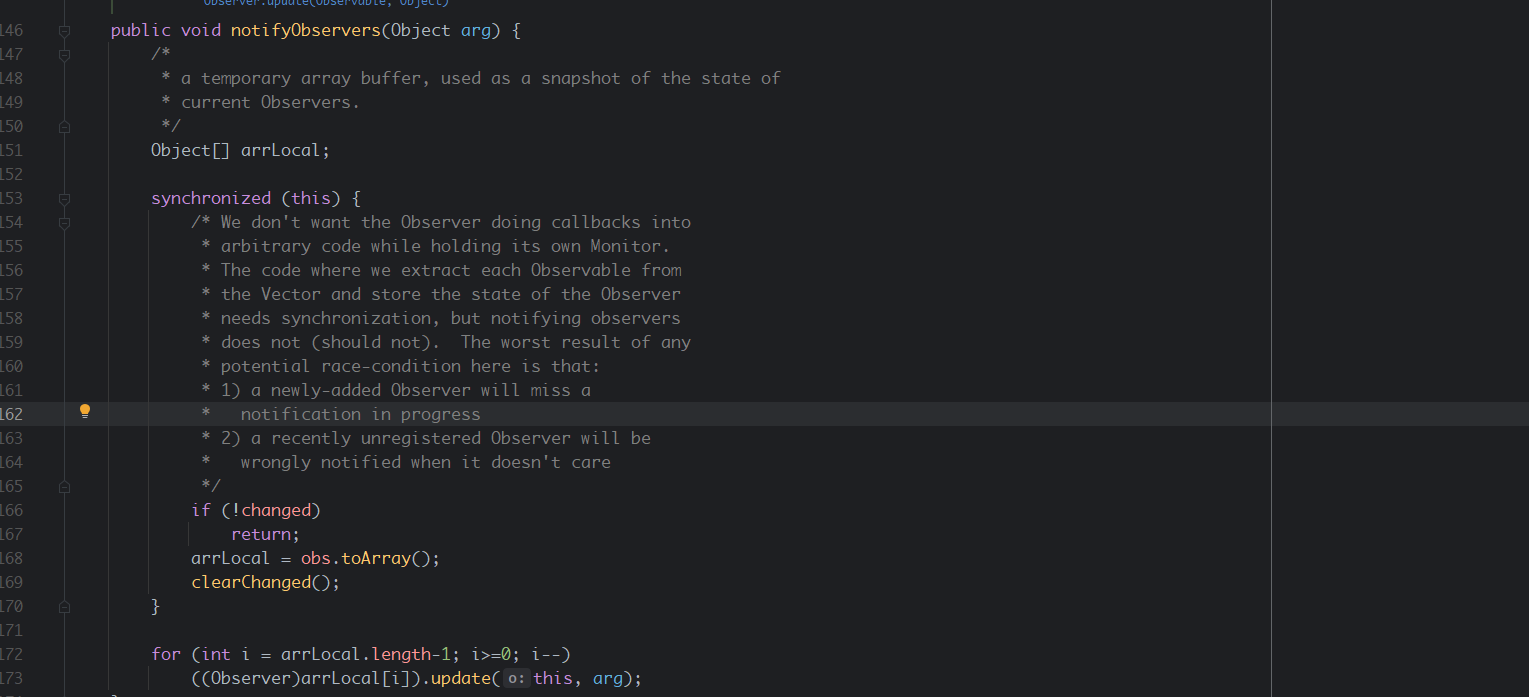 Observer.update(Observable, Object)
146 public void notifyObservers(Object arg) {
147 /*
148 * a temporary array buffer, used as a snapshot of the state of
149 * current Observers.
150 */
151 Object[] arrLocal;
152
153 synchronized (this) {
154 /* We don't want the Observer doing callbacks into
155 * arbitrary code while holding its own Monitor.
156 * The code where we extract each Observable from
157 * the Vector and store the state of the Observer
158 * needs synchronization, but notifying observers
159 * does not (should not).  The worst result of any
160 * potential race-condition here is that:
161 * 1) a newly-added Observer will miss a
162 *   notification in progress
163 * 2) a recently unregistered Observer will be
164 *   wrongly notified when it doesn't care
165 */
166 if (!changed)
167 return;
168 arrLocal = obs.toArray();
169 clearChanged();
170 }
171
172 for (int i = arrLocal.length-1; i>=0; i--)
173 ((Observer)arrLocal[i]).update( o: this, arg);